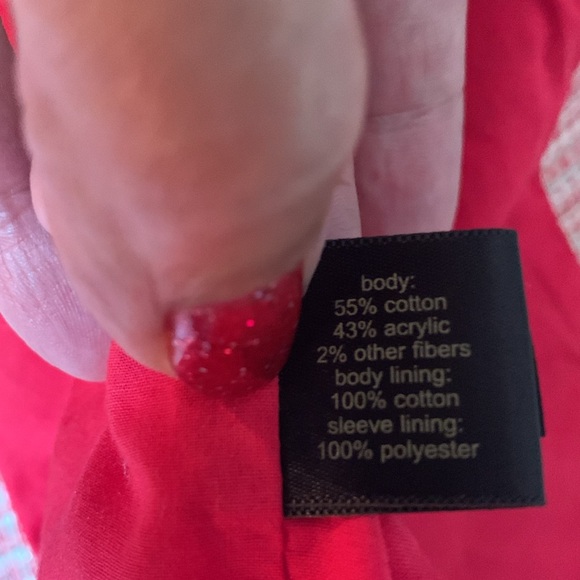 body:
55% cotton
43% acrylic
2% other fibers
body lining:
100% cotton
sleeve lining:
100% polyester